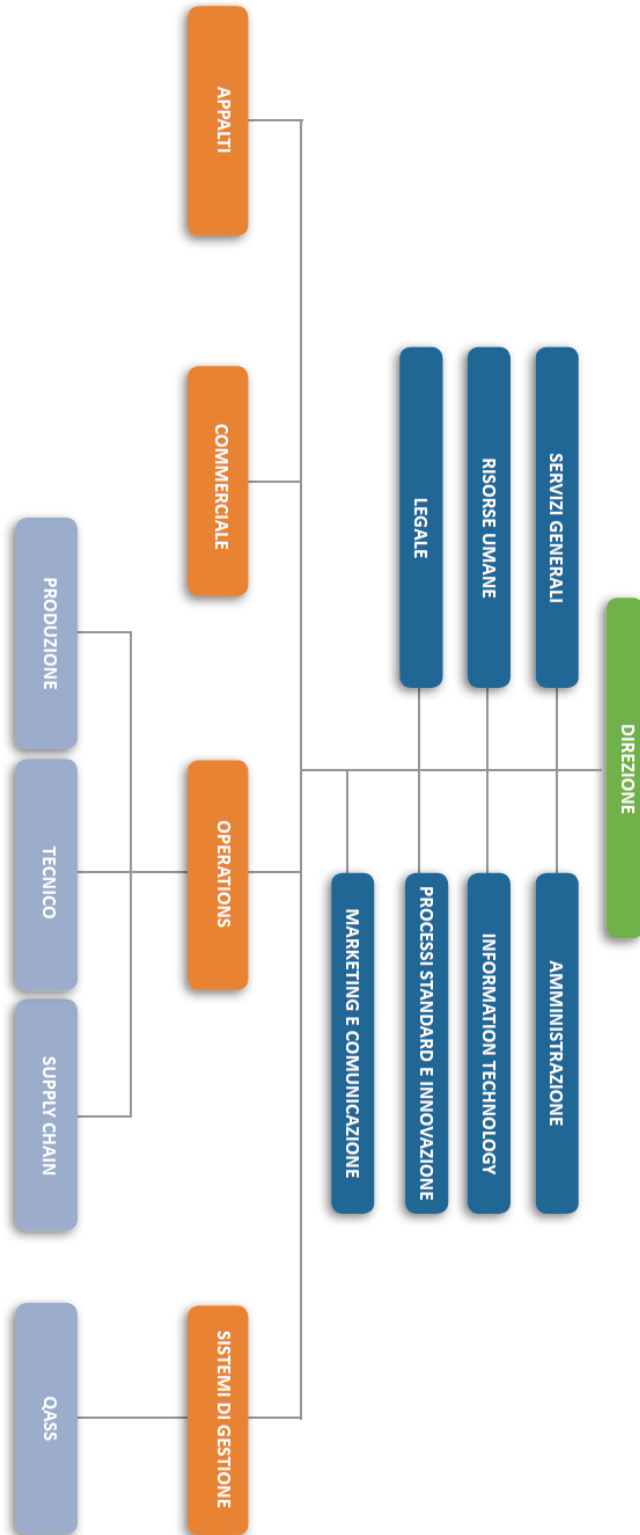 DIREZIONE
SERVIZI GENERALI
AMMINISTRAZIONE
RISORSE UMANE
INFORMATION TECHNOLOGY
LEGALE
PROCESSI STANDARD E INNOVAZIONE
MARKETING E COMUNICAZIONE
APPALTI
COMMERCIALE
OPERATIONS
SISTEMI DI GESTIONE
PRODUZIONE
TECNICO
SUPPLY CHAIN
QASS